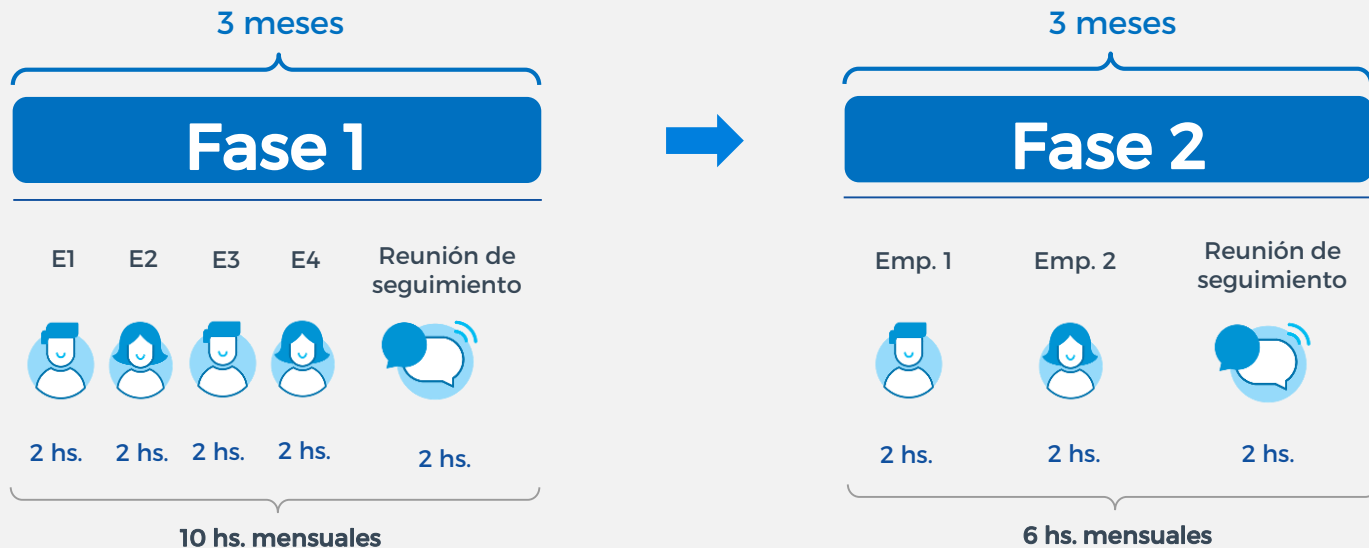 3 meses
Fase 1
E1
E2
E3
E4
Reunión de
seguimiento
2 hs.
2 hs.
2 hs.
2 hs.
2 hs.
10 hs. mensuales
3 meses
Fase 2
Emp. 1
Emp. 2
Reunión de
seguimiento
2 hs.
2 hs.
2 hs.
6 hs. mensuales